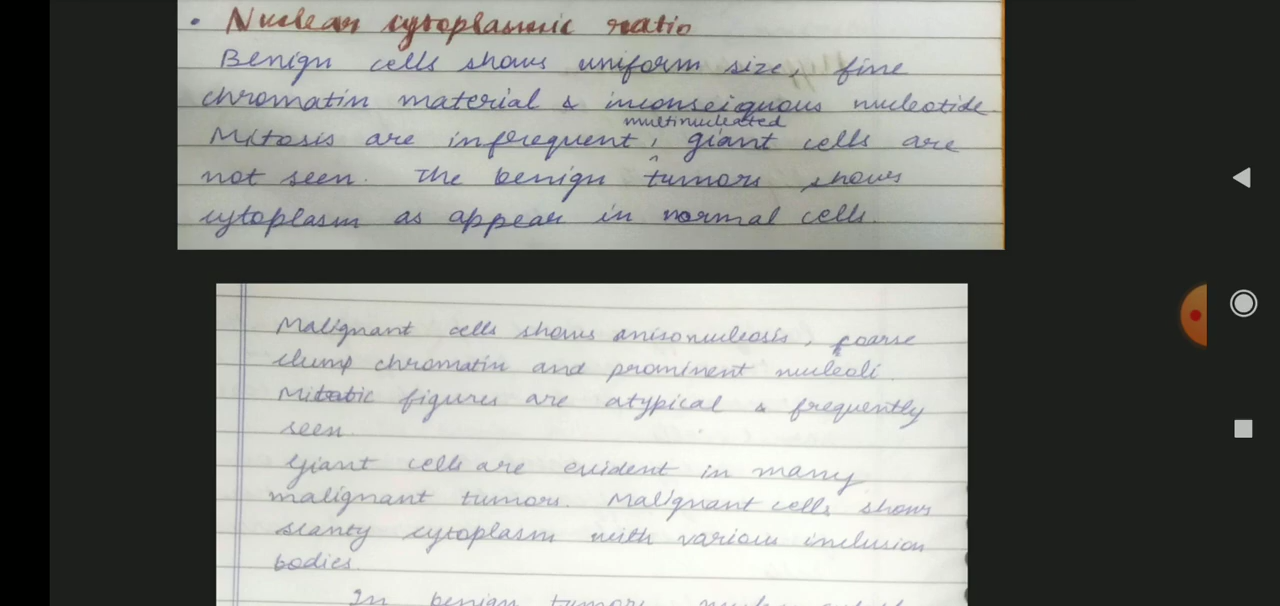 • Nuclear cytoplasmic ratio
Benign cells shows uniform size, fine
chromatin material & inconseiquous nucleotide.
multinucleated
Mitosis are infrequent, ^ giant cells are
not seen. The benign tumors shows
cytoplasm as appear in normal cells.
Malignant cells shows anisonucleosis, coarse
clump chromatin and prominent nucleoli.
Mitotic figures are atypical & frequently
seen.
Giant cells are evident in many
malignant tumors. Malignant cells shows
scanty cytoplasm with various inclusion
bodies.
In benign tumors